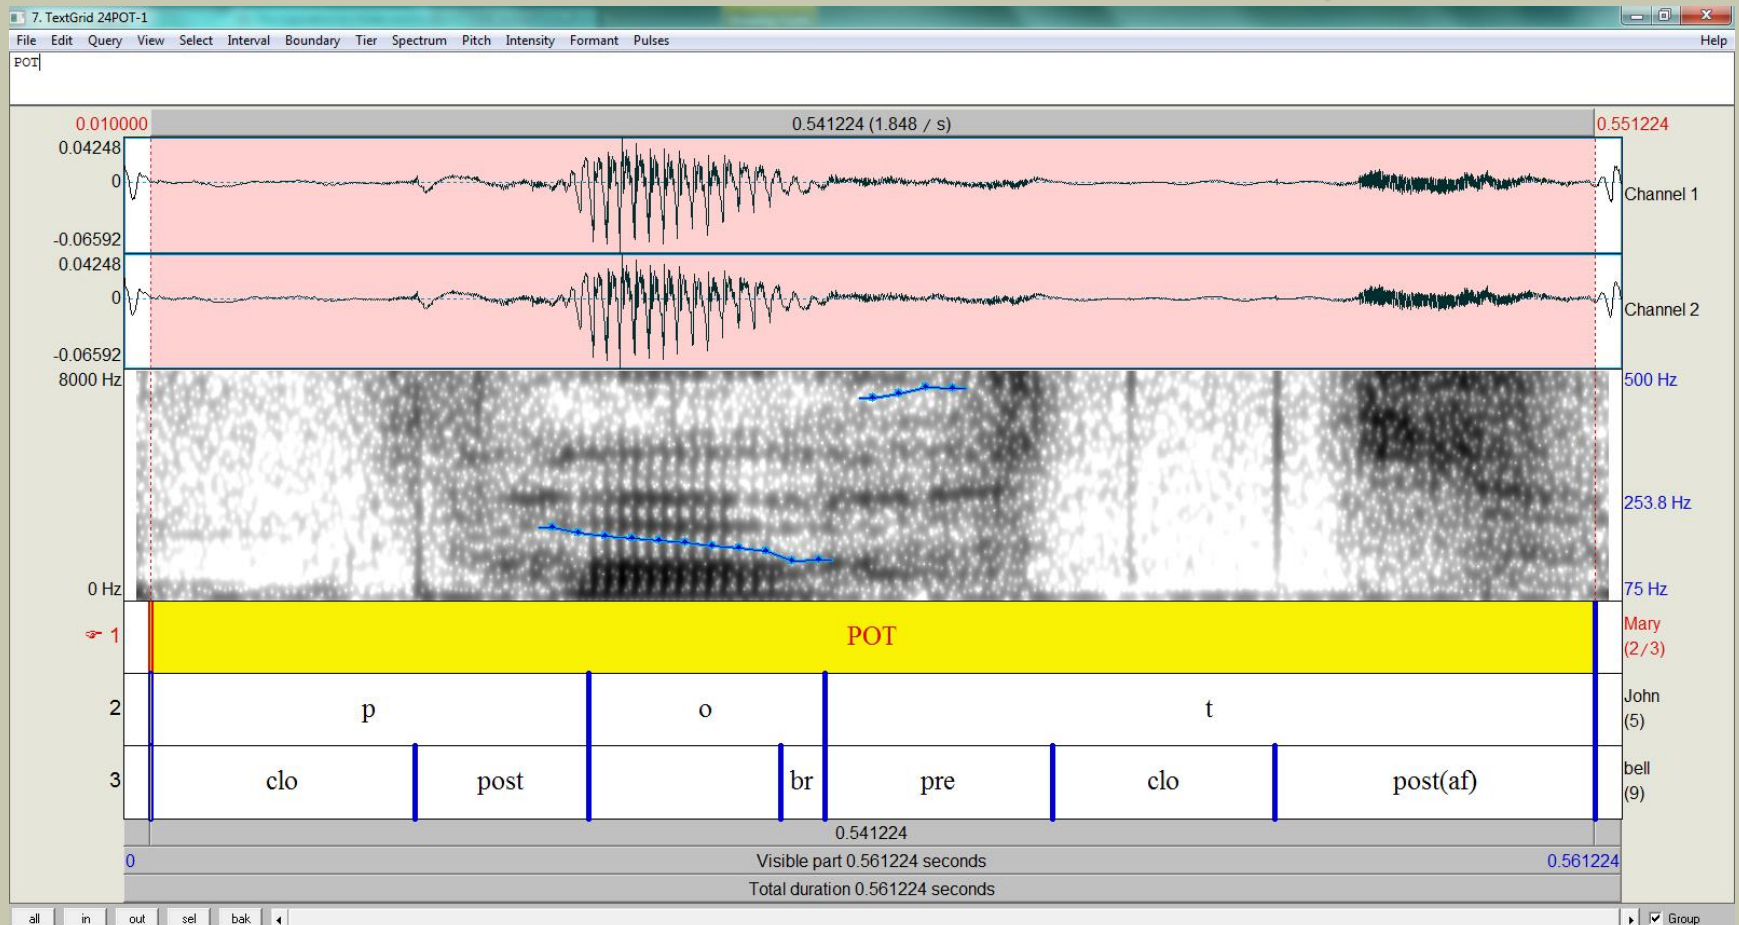 7. TextGrid 24POT-1
File Edit Query View Select Interval Boundary Tier Spectrum Pitch Intensity Formant Pulses Help
POT
0.010000 0.541224 (1.848 / s) 0.551224
0.04248
0
Channel 1
-0.06592
0.04248
0
Channel 2
-0.06592
8000 Hz 500 Hz
253.8 Hz
0 Hz 75 Hz
1 POT Mary (2/3)
2 p o t John (5)
3 clo post br pre clo post(af) bell (9)
0.541224
0 Visible part 0.561224 seconds 0.561224
Total duration 0.561224 seconds
all in out sel bak Group